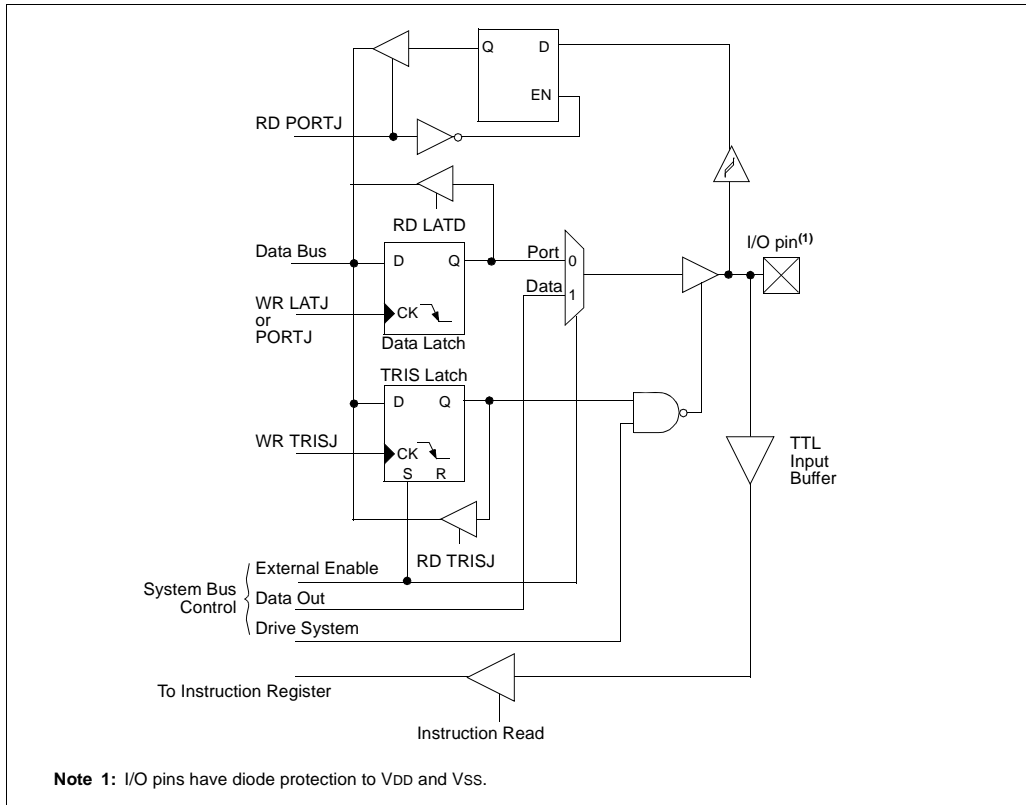 Q D
EN
RD PORTJ
RD LATD
I/O pin(1)
Data Bus
D Q
Port 0
Data 1
WR LATJ
or
PORTJ
CK
Data Latch
TRIS Latch
D Q
WR TRISJ
CK
S R
TTL
Input
Buffer
RD TRISJ
External Enable
System Bus
Control
Data Out
Drive System
To Instruction Register
Instruction Read
Note 1: I/O pins have diode protection to VDD and VSS.